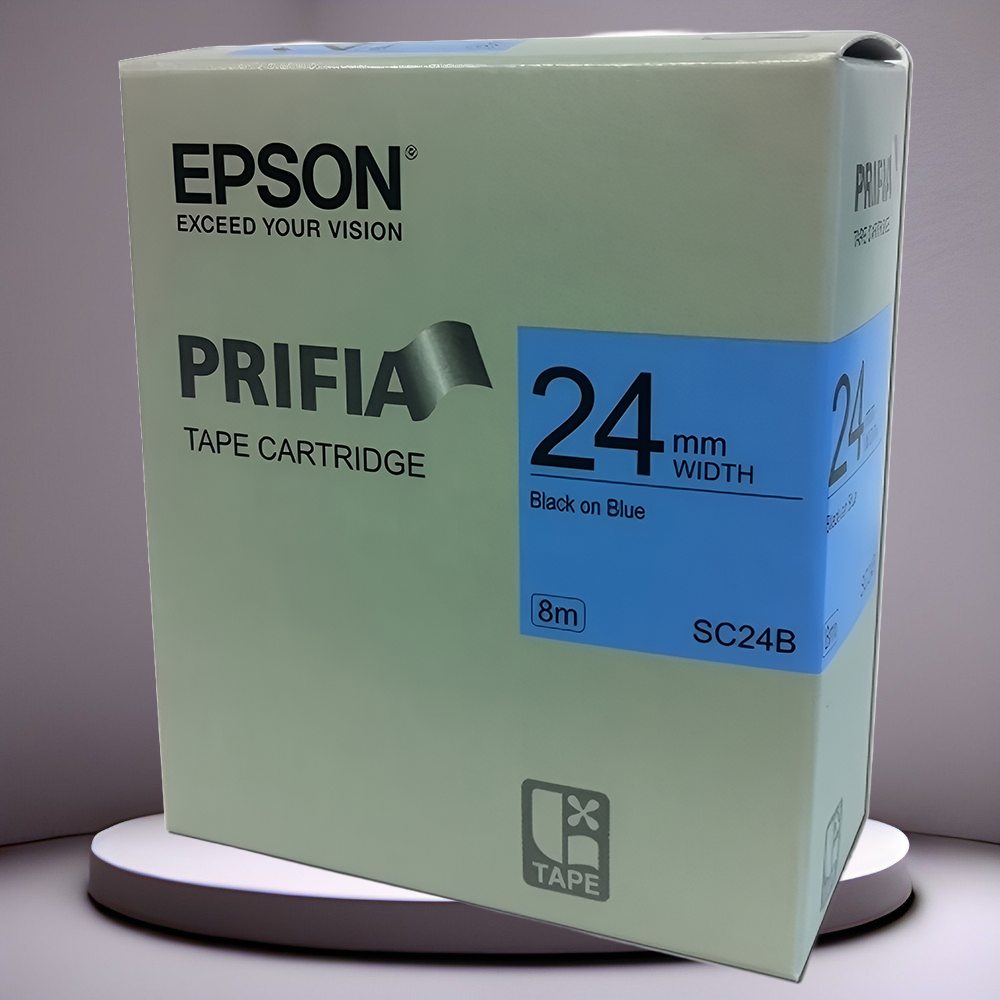 EPSON
EXCEED YOUR VISION
PRIFIA
TAPE CARTRIDGE
24 mm
WIDTH
Black on Blue
8m
SC24B
TAPE
PRIFIA
TAPE CARTRIDGE
24